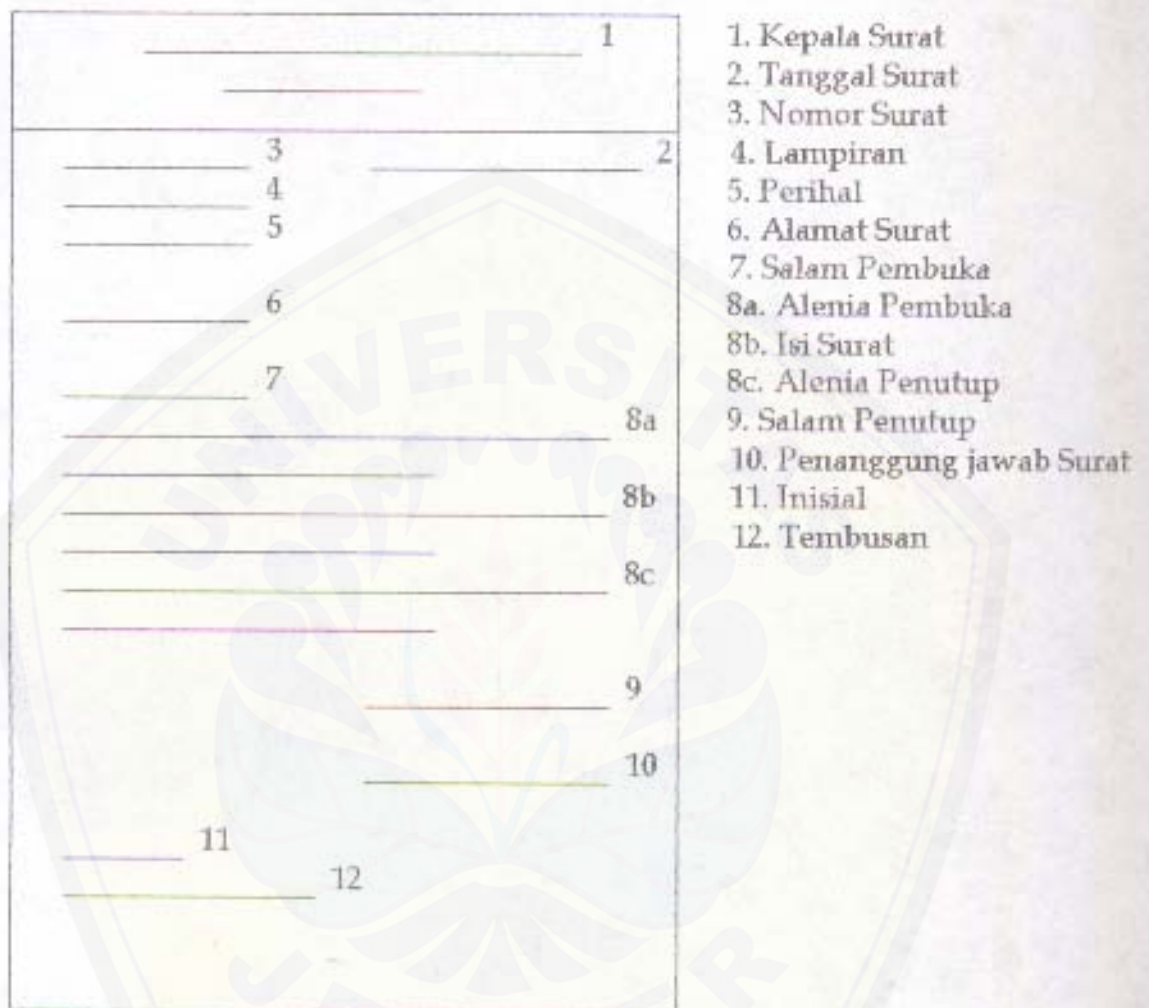 1
3
2
4
5
6
7
8a
8b
8c
9
10
11
12
1. Kepala Surat
2. Tanggal Surat
3. Nomor Surat
4. Lampiran
5. Perihal
6. Alamat Surat
7. Salam Pembuka
8a. Alenia Pembuka
8b. Isi Surat
8c. Alenia Penutup
9. Salam Penutup
10. Penanggung jawab Surat
11. Inisial
12. Tembusan
UNIVERSITAS
JEMBER